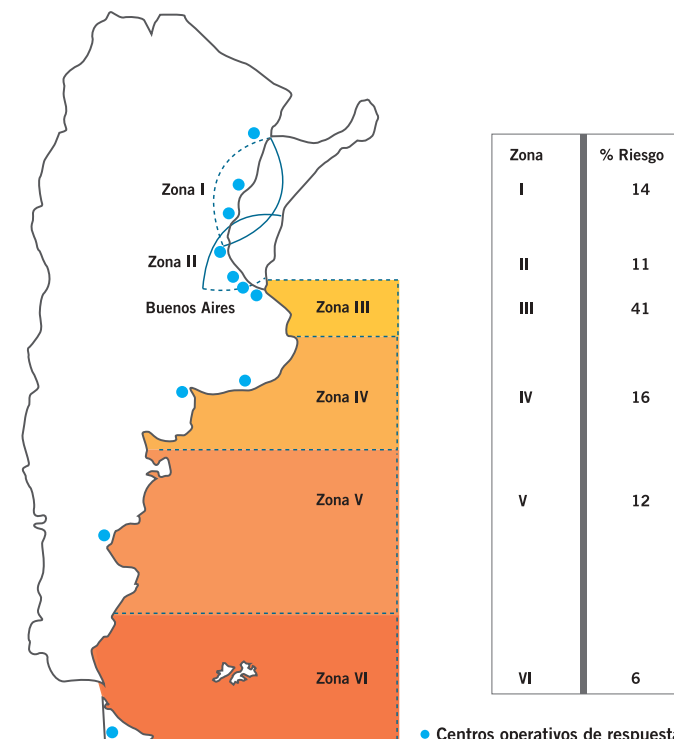 Zona I
Zona II
Buenos Aires
Zona III
Zona IV
Zona V
Zona VI
Zona % Riesgo
I 14
II 11
III 41
IV 16
V 12
VI 6
Centros operativos de respuesta